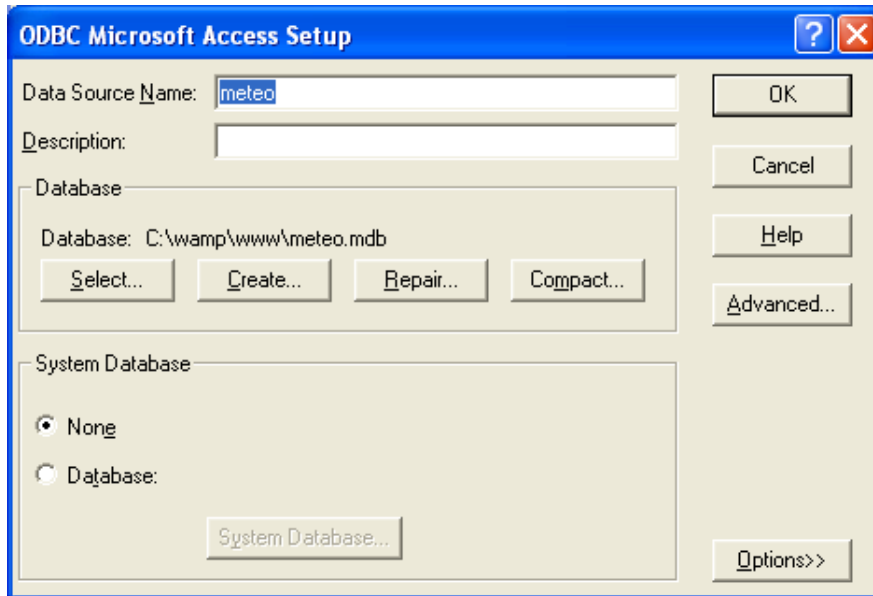 ODBC Microsoft Access Setup
Data Source Name: meteo
OK
Description:
Cancel
Database
Database: C:\wamp\www\meteo.mdb
Help
Select... Create... Repair... Compact...
Advanced...
System Database
None
Database:
System Database...
Options>>